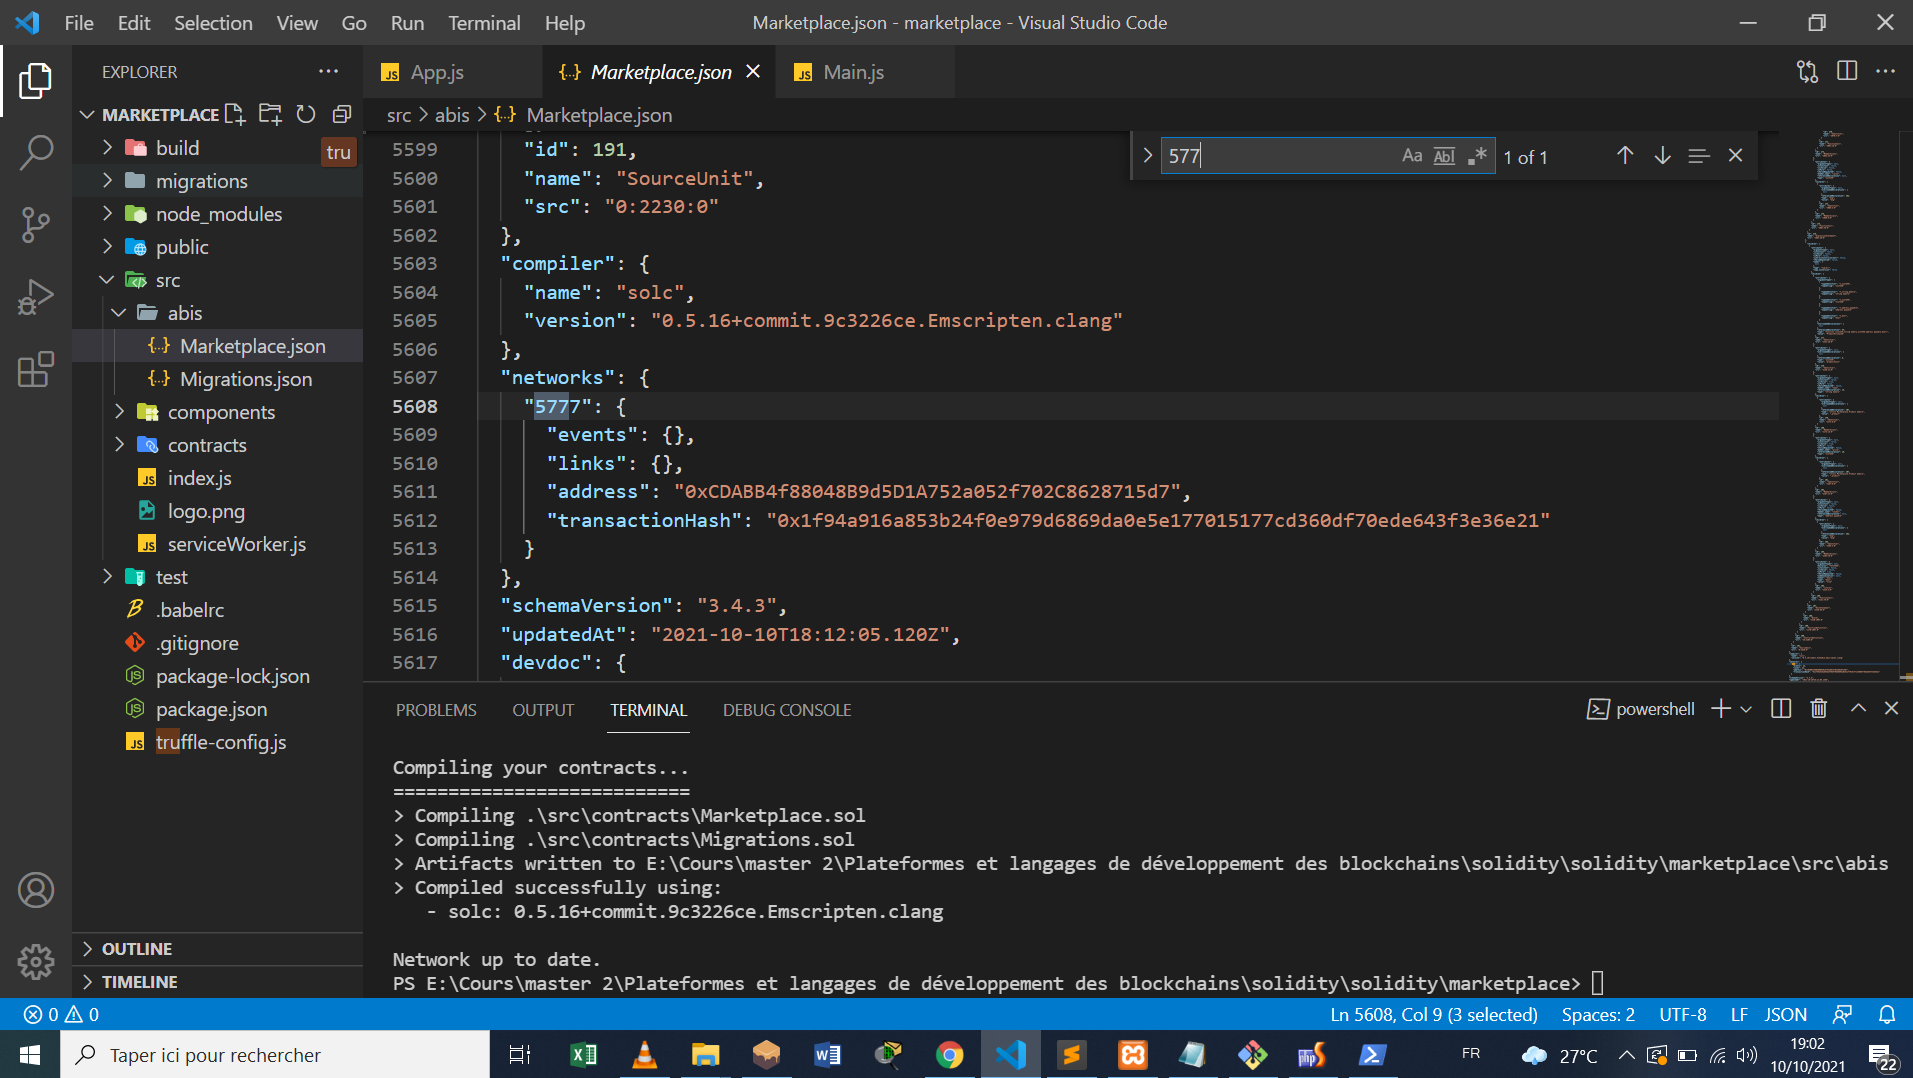 File Edit Selection View Go Run Terminal Help
Marketplace.json - marketplace - Visual Studio Code
EXPLORER
MARKETPLACE
build
migrations
node_modules
public
src
abis
Marketplace.json
Migrations.json
components
contracts
index.js
logo.png
serviceWorker.js
test
.babelrc
.gitignore
package-lock.json
package.json
truffle-config.js
tru
OUTLINE
TIMELINE
JS App.js
{..} Marketplace.json
JS Main.js
src > abis > {..} Marketplace.json
577
Aa Abl .*
1 of 1
5599 "id": 191,
5600 "name": "SourceUnit",
5601 "src": "0:2230:0"
5602 },
5603 "compiler": {
5604 "name": "solc",
5605 "version": "0.5.16+commit.9c3226ce.Emscripten.clang"
5606 },
5607 "networks": {
5608 "5777": {
5609 "events": {},
5610 "links": {},
5611 "address": "0xCDABB4f88048B9d5D1A752a052f702C8628715d7",
5612 "transactionHash": "0x1f94a916a853b24f0e979d6869da0e5e177015177cd360df70ede643f3e36e21"
5613 }
5614 },
5615 "schemaVersion": "3.4.3",
5616 "updatedAt": "2021-10-10T18:12:05.120Z",
5617 "devdoc": {
PROBLEMS OUTPUT TERMINAL DEBUG CONSOLE
powershell
Compiling your contracts...
===========================
> Compiling .\src\contracts\Marketplace.sol
> Compiling .\src\contracts\Migrations.sol
> Artifacts written to E:\Cours\master 2\Plateformes et langages de développement des blockchains\solidity\solidity\marketplace\src\abis
> Compiled successfully using:
- solc: 0.5.16+commit.9c3226ce.Emscripten.clang
Network up to date.
PS E:\Cours\master 2\Plateformes et langages de développement des blockchains\solidity\solidity\marketplace>
0 0
Ln 5608, Col 9 (3 selected) Spaces: 2 UTF-8 LF JSON
Taper ici pour rechercher
FR
27°C
19:02
10/10/2021
22